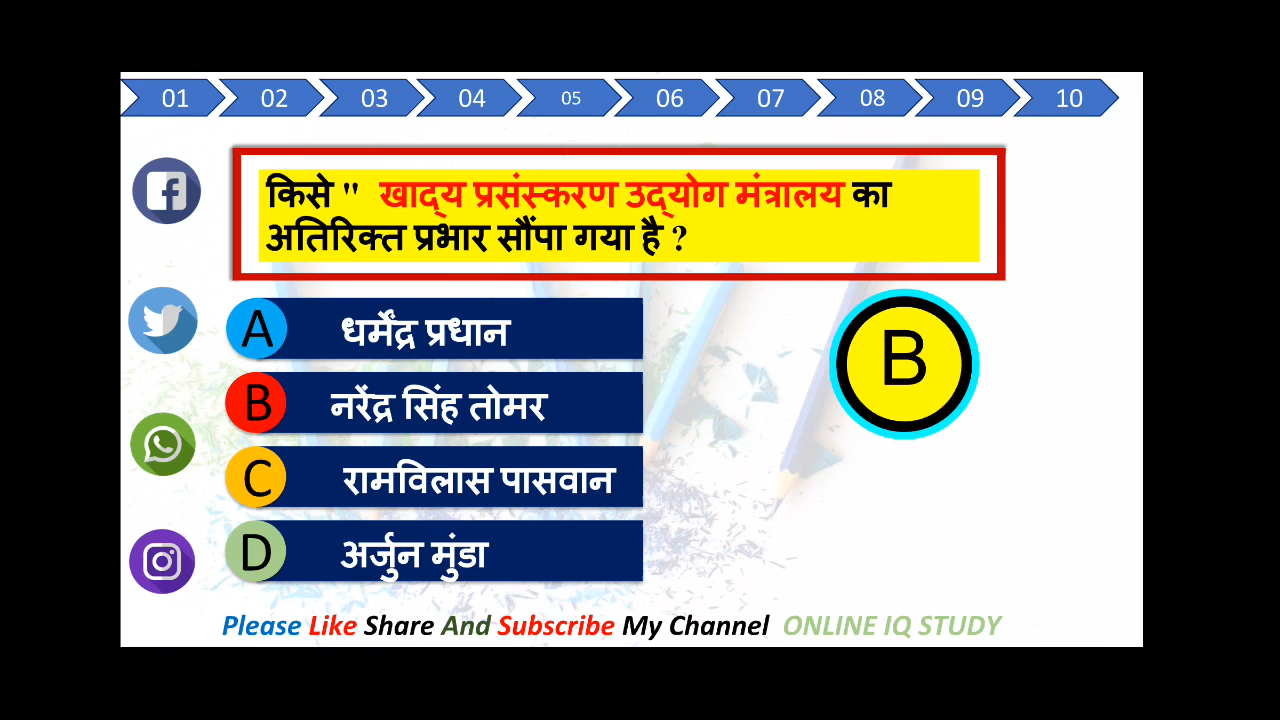 01 02 03 04 05 06 07 08 09 10
किसे " खाद्य प्रसंस्करण उद्योग मंत्रालय का
अतिरिक्त प्रभार सौंपा गया है ?
A धर्मेंद्र प्रधान
B
B नरेंद्र सिंह तोमर
C रामविलास पासवान
D अर्जुन मुंडा
Please Like Share And Subscribe My Channel ONLINE IQ STUDY